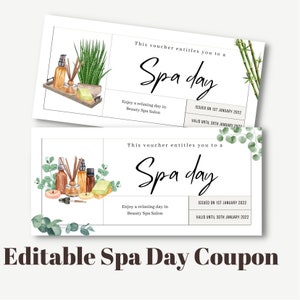 This voucher entitles you to a
Spa day
Enjoy a relaxing day in
Beauty Spa Salon
ISSUED ON 1ST JANUARY 2022
VALID UNTIL 30TH JANUARY 2022
This voucher entitles you to a
Spa day
Enjoy a relaxing day in
Beauty Spa Salon
ISSUED ON 1ST JANUARY 2022
VALID UNTIL 30TH JANUARY 2022
Editable Spa Day Coupon